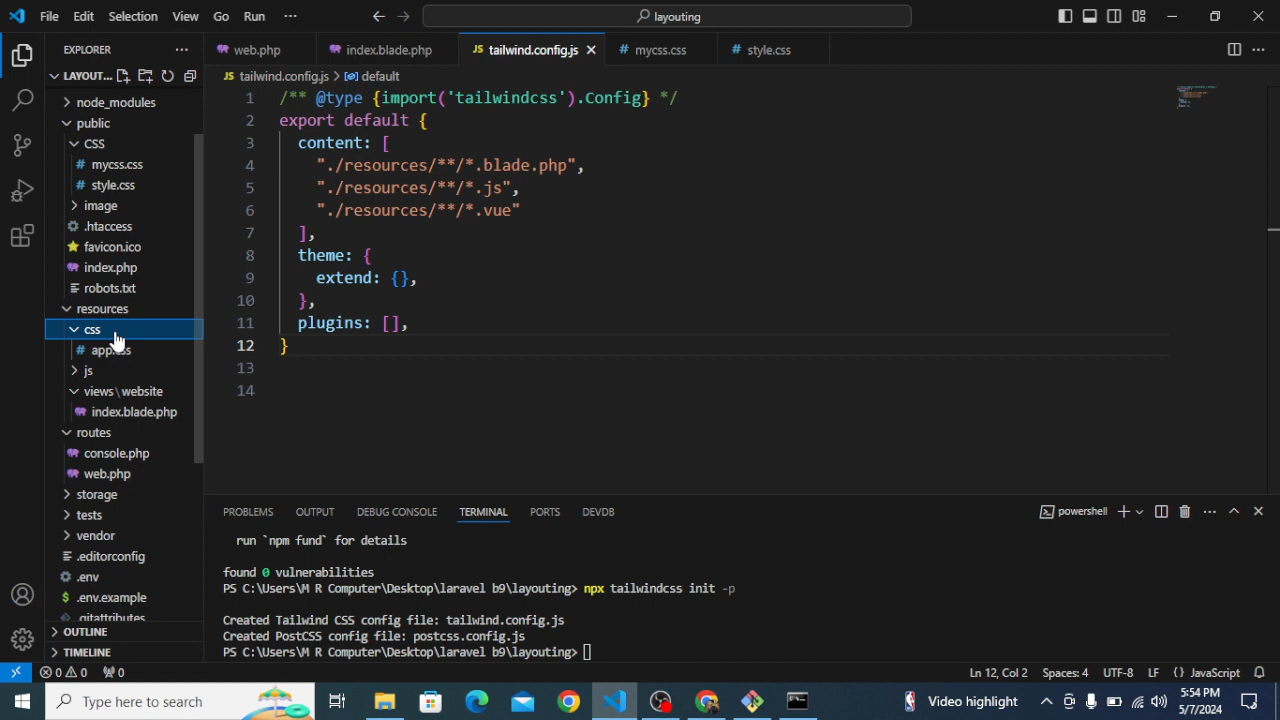 File Edit Selection View Go Run ··· layouting
EXPLORER ···
LAYOUT...
node_modules
public
CSS
mycss.css
style.css
image
.htaccess
favicon.ico
index.php
robots.txt
resources
css
app.css
js
views\website
index.blade.php
routes
console.php
web.php
storage
tests
vendor
.editorconfig
.env
.env.example
.gitattributes
OUTLINE
TIMELINE
web.php index.blade.php JS tailwind.config.js mycss.css style.css
JS tailwind.config.js > default
1 /** @type {import('tailwindcss').Config} */
2 export default {
3 content: [
4 "./resources/**/*.blade.php",
5 "./resources/**/*.js",
6 "./resources/**/*.vue"
7 ],
8 theme: {
9 extend: {},
10 },
11 plugins: [],
12 }
13
14
PROBLEMS OUTPUT DEBUG CONSOLE TERMINAL PORTS DEVDB powershell
run `npm fund` for details
found 0 vulnerabilities
PS C:\Users\M R Computer\Desktop\laravel b9\layouting> npx tailwindcss init -p
Created Tailwind CSS config file: tailwind.config.js
Created PostCSS config file: postcss.config.js
PS C:\Users\M R Computer\Desktop\laravel b9\layouting>
0 0 0 Ln 12, Col 2 Spaces: 4 UTF-8 LF {} JavaScript
Type here to search Video highlight 5:54 PM
5/7/2024